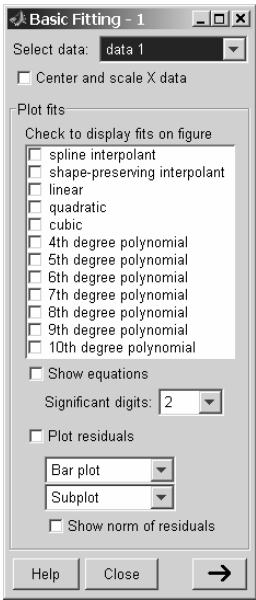 Basic Fitting - 1
Select data: data 1
Center and scale X data
Plot fits
Check to display fits on figure
spline interpolant
shape-preserving interpolant
linear
quadratic
cubic
4th degree polynomial
5th degree polynomial
6th degree polynomial
7th degree polynomial
8th degree polynomial
9th degree polynomial
10th degree polynomial
Show equations
Significant digits: 2
Plot residuals
Bar plot
Subplot
Show norm of residuals
Help Close